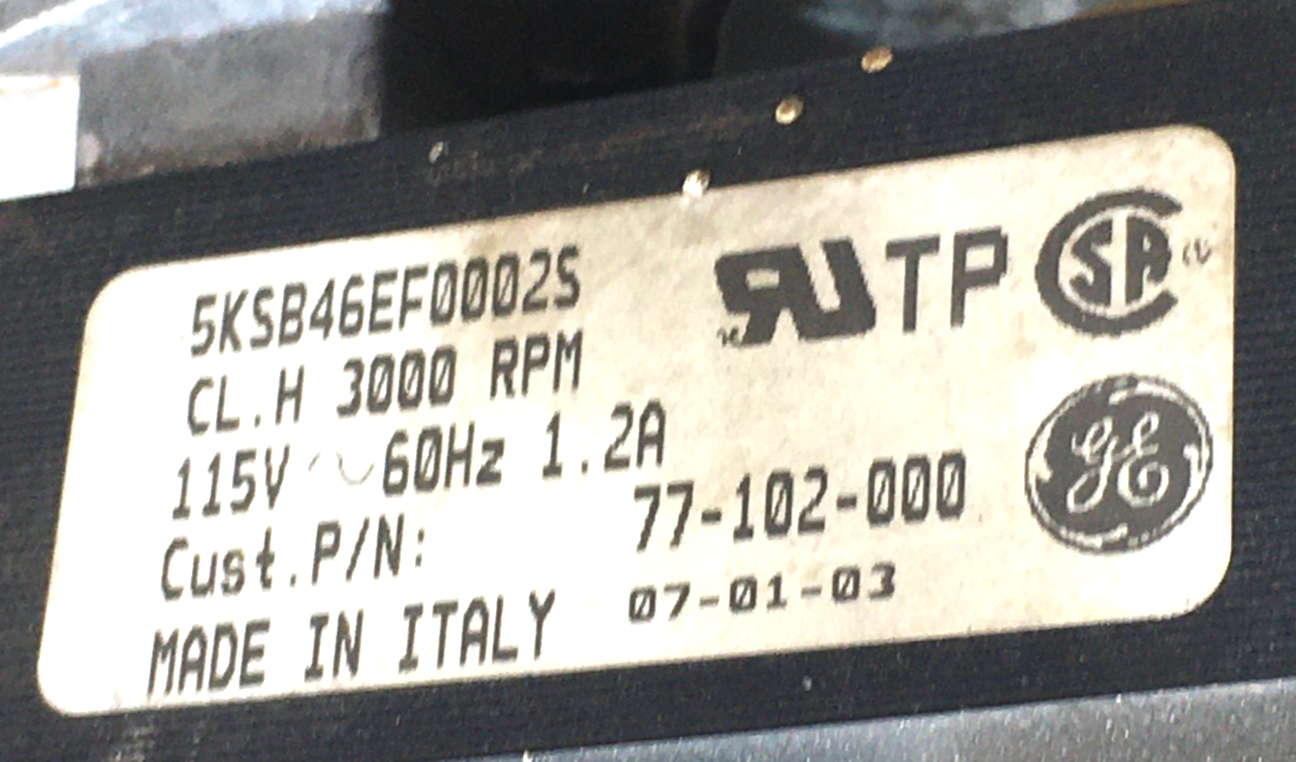 5KSB46EF0002S
CL.H 3000 RPM
115V ~ 60Hz 1.2A
Cust.P/N: 77-102-000
MADE IN ITALY 07-01-03
RU TP SA
GE